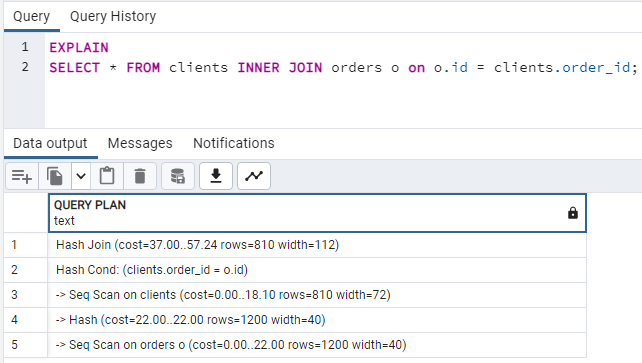 Query Query History
1 EXPLAIN
2 SELECT * FROM clients INNER JOIN orders o on o.id = clients.order_id;
Data output Messages Notifications
QUERY PLAN
text
1 Hash Join (cost=37.00..57.24 rows=810 width=112)
2 Hash Cond: (clients.order_id = o.id)
3 -> Seq Scan on clients (cost=0.00..18.10 rows=810 width=72)
4 -> Hash (cost=22.00..22.00 rows=1200 width=40)
5 -> Seq Scan on orders o (cost=0.00..22.00 rows=1200 width=40)